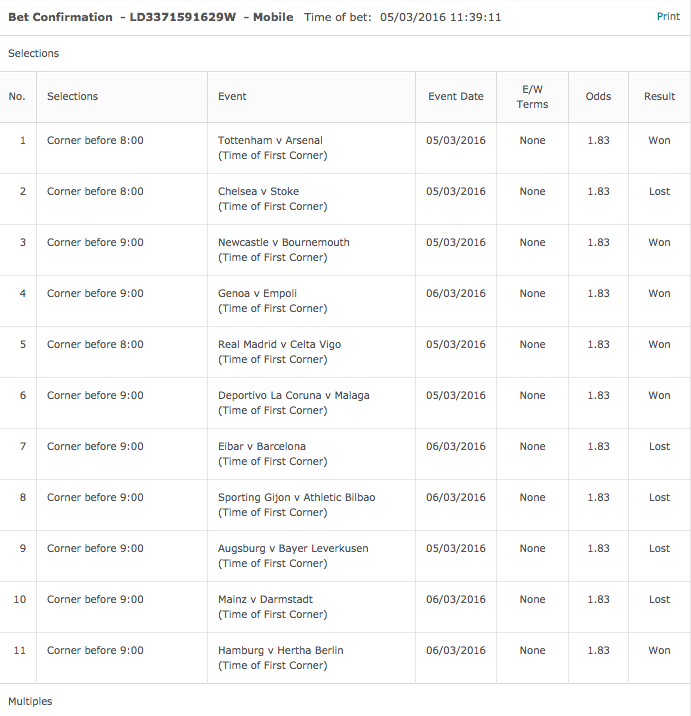 Bet Confirmation - LD3371591629W - Mobile Time of bet: 05/03/2016 11:39:11 Print
Selections
No. Selections Event Event Date E/W Terms Odds Result
1 Corner before 8:00 Tottenham v Arsenal 05/03/2016 None 1.83 Won
(Time of First Corner)
2 Corner before 8:00 Chelsea v Stoke 05/03/2016 None 1.83 Lost
(Time of First Corner)
3 Corner before 9:00 Newcastle v Bournemouth 05/03/2016 None 1.83 Won
(Time of First Corner)
4 Corner before 9:00 Genoa v Empoli 06/03/2016 None 1.83 Won
(Time of First Corner)
5 Corner before 8:00 Real Madrid v Celta Vigo 05/03/2016 None 1.83 Won
(Time of First Corner)
6 Corner before 9:00 Deportivo La Coruna v Malaga 05/03/2016 None 1.83 Won
(Time of First Corner)
7 Corner before 9:00 Eibar v Barcelona 06/03/2016 None 1.83 Lost
(Time of First Corner)
8 Corner before 9:00 Sporting Gijon v Athletic Bilbao 06/03/2016 None 1.83 Lost
(Time of First Corner)
9 Corner before 9:00 Augsburg v Bayer Leverkusen 05/03/2016 None 1.83 Lost
(Time of First Corner)
10 Corner before 9:00 Mainz v Darmstadt 06/03/2016 None 1.83 Lost
(Time of First Corner)
11 Corner before 9:00 Hamburg v Hertha Berlin 06/03/2016 None 1.83 Won
(Time of First Corner)
Multiples